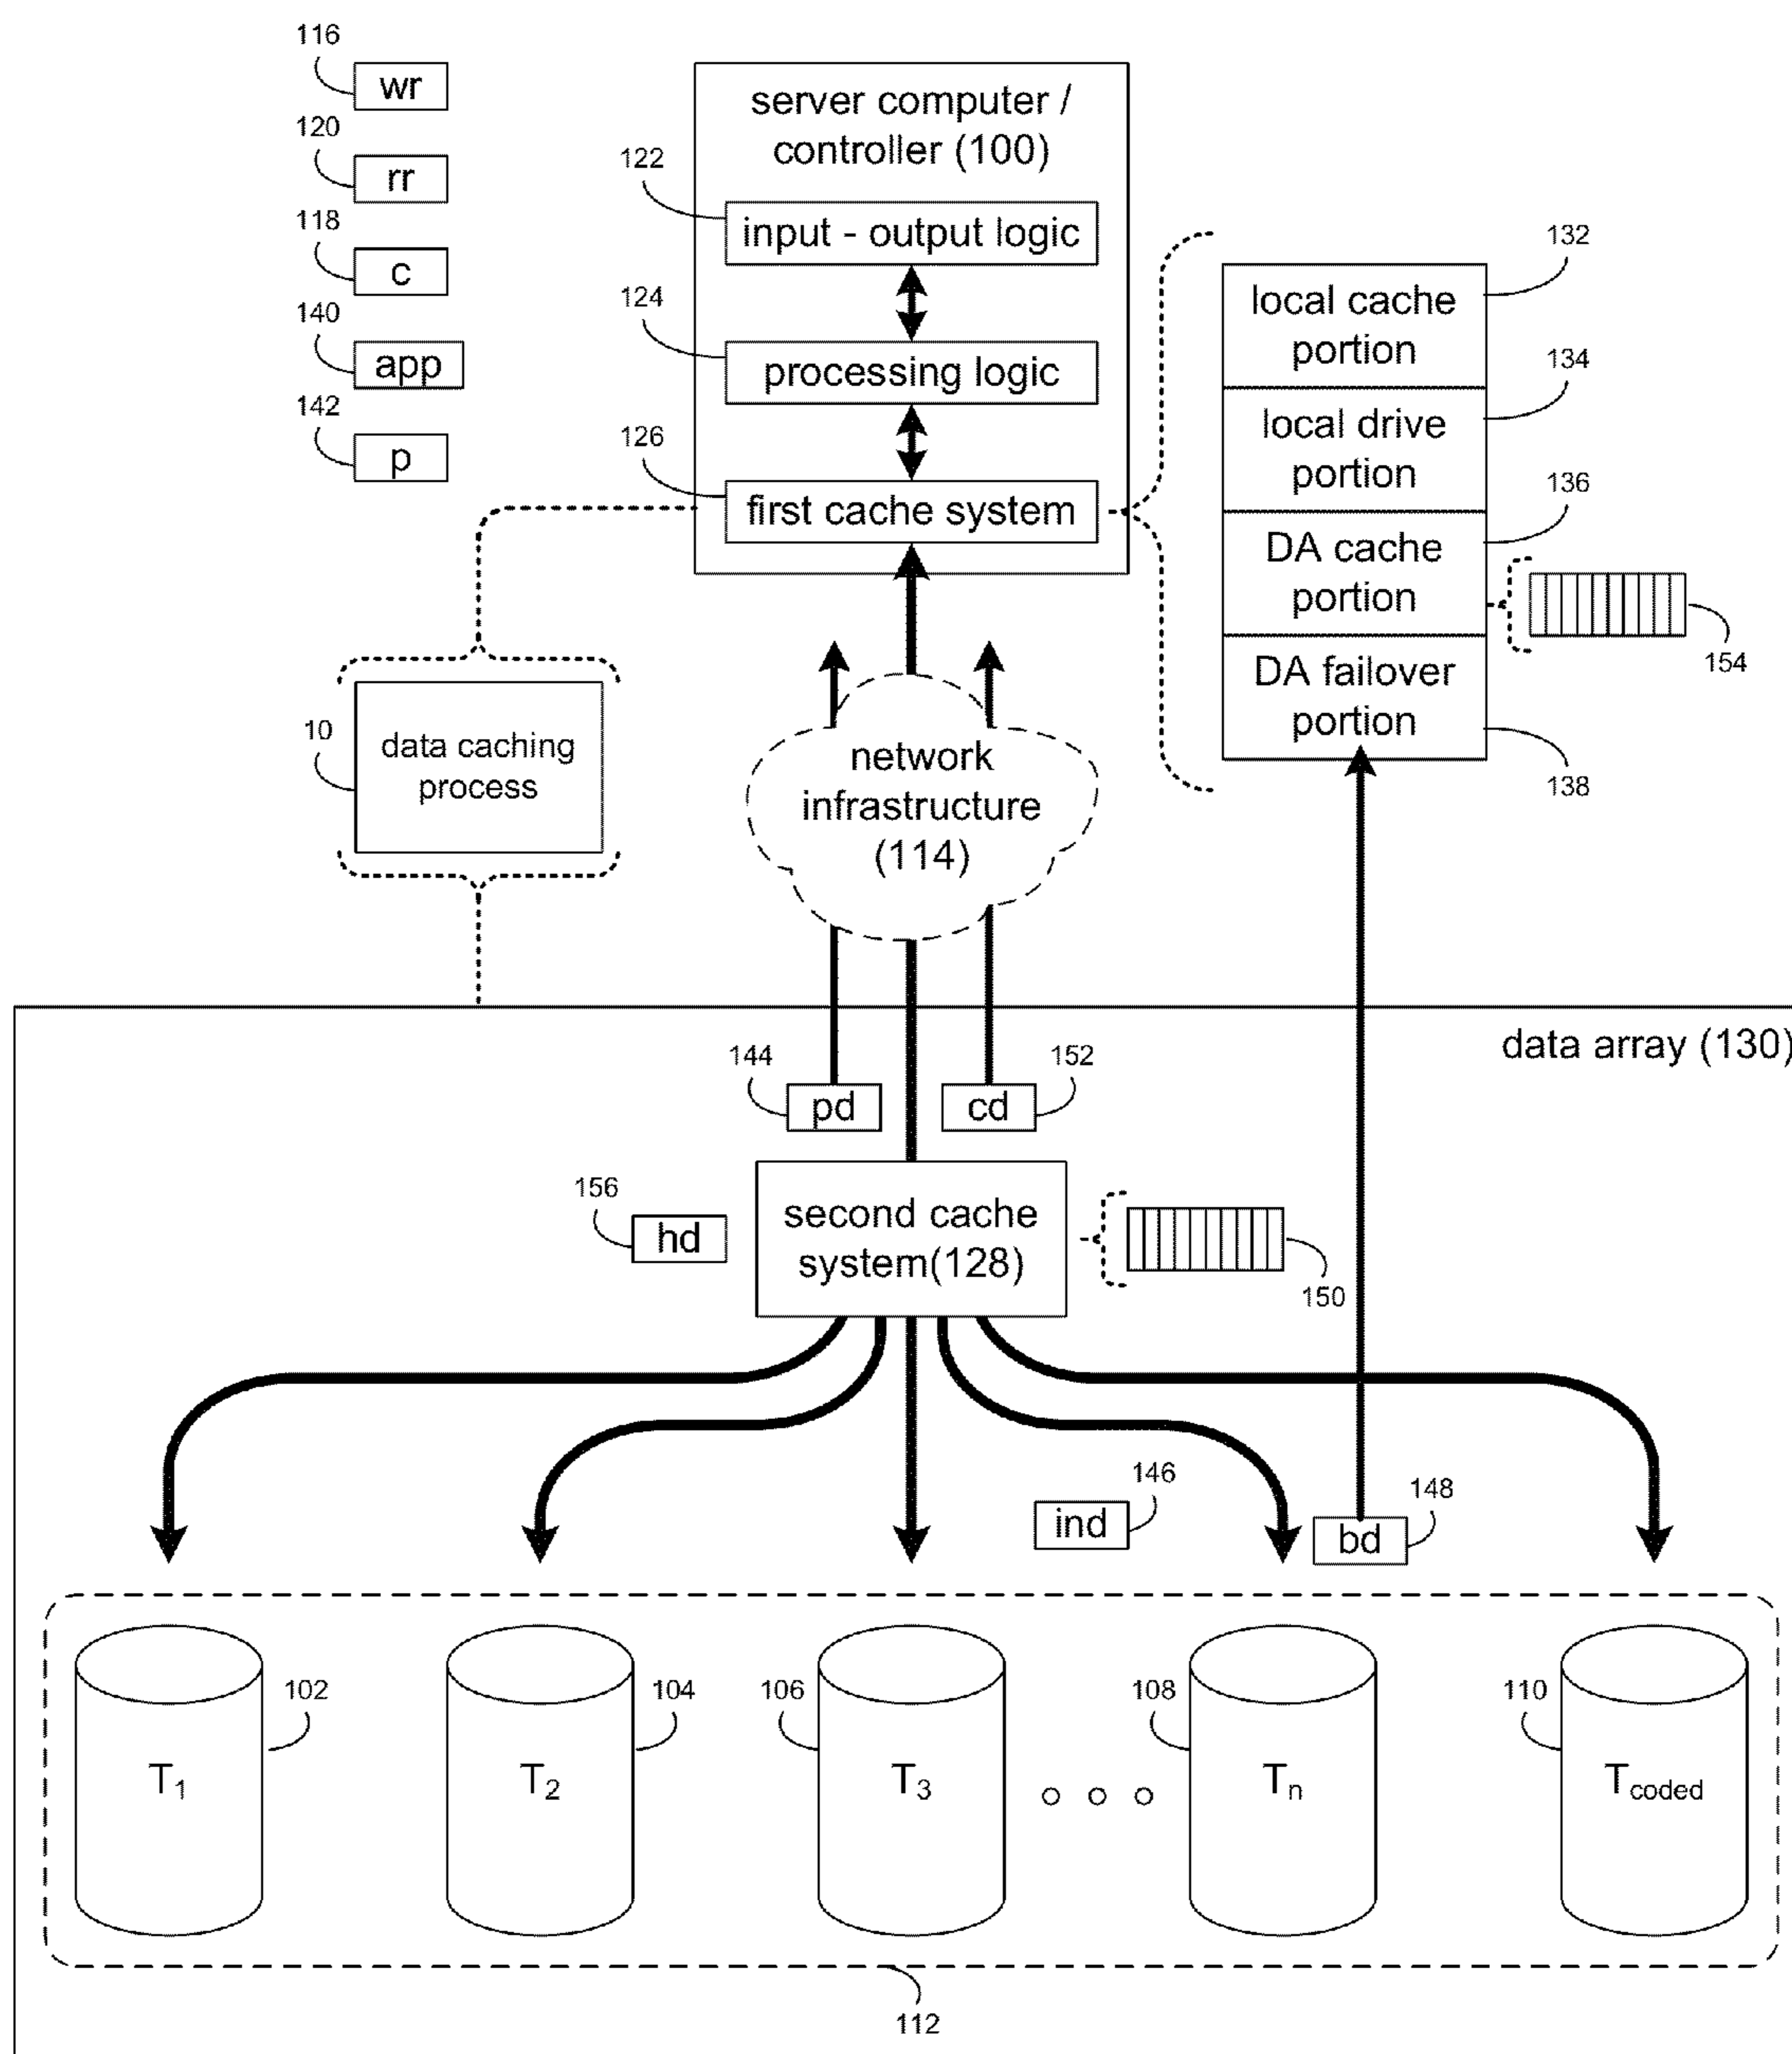 116
wr
120
rr
118
c
140
app
142
p
server computer /
controller (100)
122
input - output logic
124
processing logic
126
first cache system
132
local cache
portion
134
local drive
portion
136
DA cache
portion
154
DA failover
portion
138
10
data caching
process
network
infrastructure
(114)
data array (130)
144
pd
152
cd
156
hd
second cache
system(128)
150
146
ind
148
bd
102
T1
104
T2
106
T3
108
Tn
110
Tcoded
112